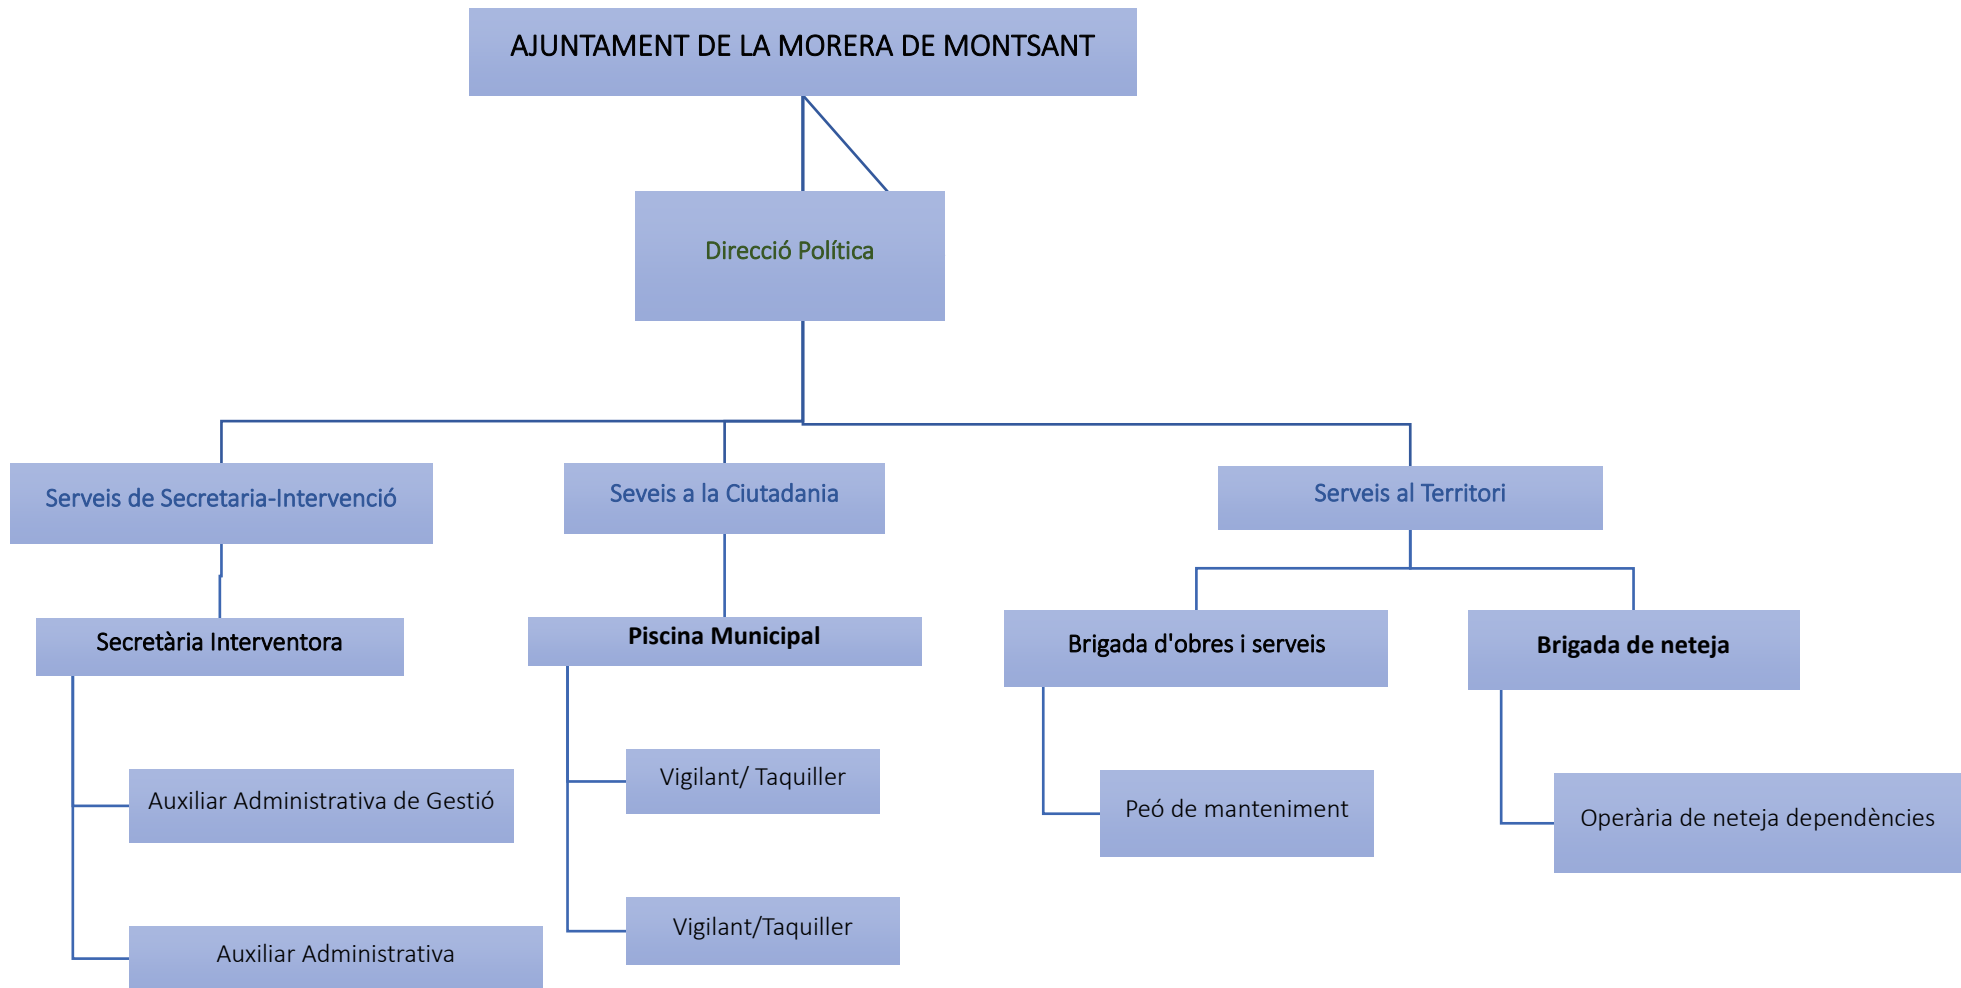 AJUNTAMENT DE LA MORERA DE MONTSANT
Direcció Política
Serveis de Secretaria-Intervenció
Seveis a la Ciutadania
Serveis al Territori
Secretària Interventora
Piscina Municipal
Brigada d'obres i serveis
Brigada de neteja
Auxiliar Administrativa de Gestió
Vigilant/ Taquiller
Peó de manteniment
Operària de neteja dependències
Auxiliar Administrativa
Vigilant/Taquiller